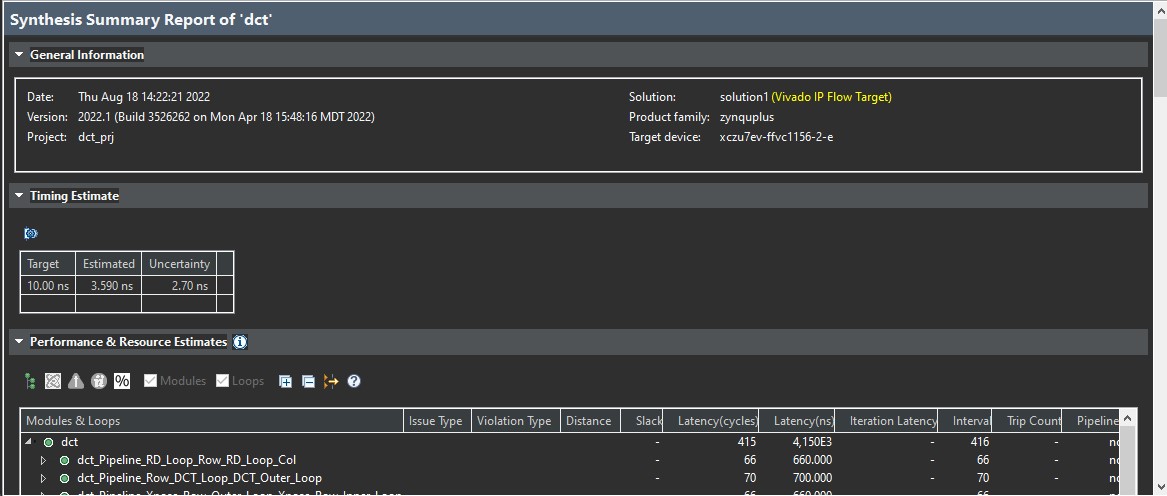 Synthesis Summary Report of 'dct'
General Information
Date: Thu Aug 18 14:22:21 2022 Solution: solution1 (Vivado IP Flow Target)
Version: 2022.1 (Build 3526262 on Mon Apr 18 15:48:16 MDT 2022) Product family: zynquplus
Project: dct_prj Target device: xczu7ev-ffvc1156-2-e
Timing Estimate
Target Estimated Uncertainty
10.00 ns 3.590 ns 2.70 ns
Performance & Resource Estimates
% Modules Loops
Modules & Loops Issue Type Violation Type Distance Slack Latency(cycles) Latency(ns) Iteration Latency Interval Trip Count Pipeline
dct - 415 4,150E3 - 416 - no
dct_Pipeline_RD_Loop_Row_RD_Loop_Col - 66 660.000 - 66 - no
dct_Pipeline_Row_DCT_Loop_DCT_Outer_Loop - 70 700.000 - 70 - no
dct_Pipeline_Xpose_Row_Outer_Loop_Xpose_Row_Inner_Loop - 66 660.000 - 66 - no